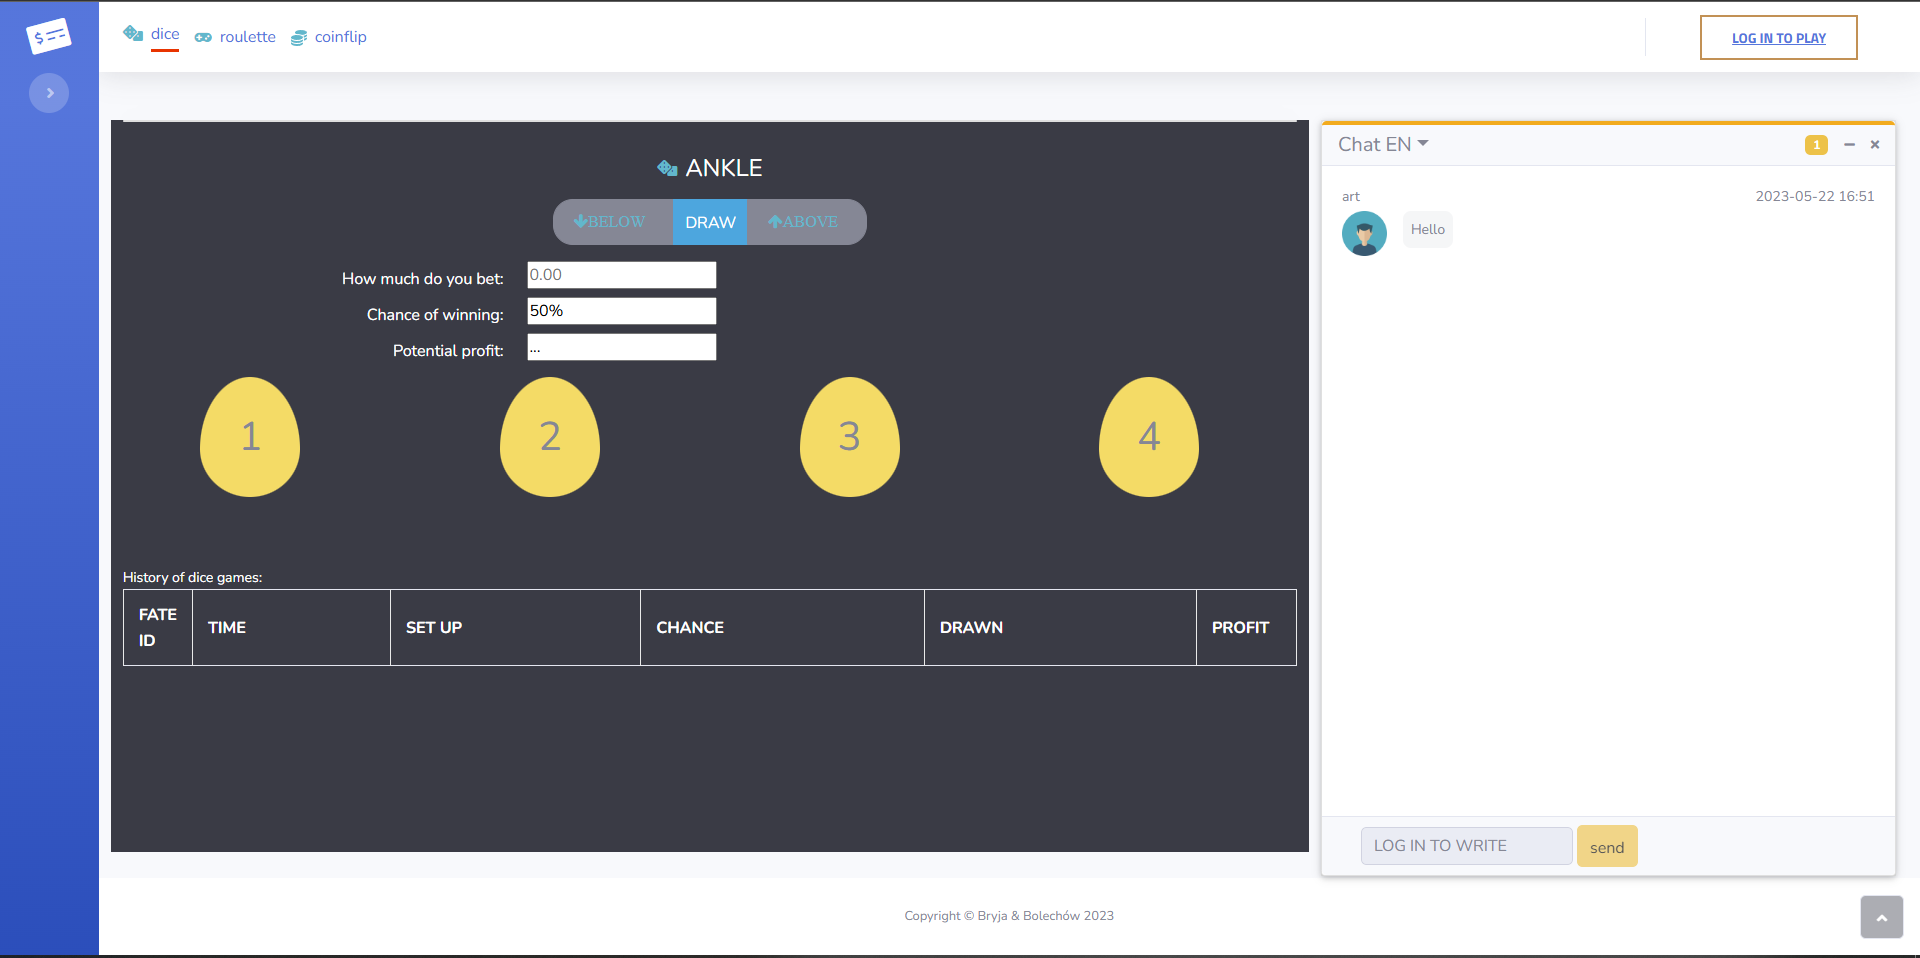 dice
roulette
coinflip
LOG IN TO PLAY
ANKLE
BELOW
DRAW
ABOVE
How much do you bet:
0.00
Chance of winning:
50%
Potential profit:
...
1
2
3
4
History of dice games:
FATE
ID
TIME
SET UP
CHANCE
DRAWN
PROFIT
Chat EN
1
art
2023-05-22 16:51
Hello
LOG IN TO WRITE
send
Copyright © Bryja & Bolechów 2023